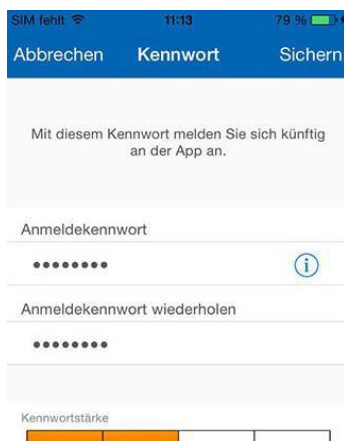 SIM fehlt 11:13 79 %
Abbrechen Kennwort Sichern
Mit diesem Kennwort melden Sie sich künftig
an der App an.
Anmeldekennwort
••••••••
i
Anmeldekennwort wiederholen
••••••••
Kennwortstärke